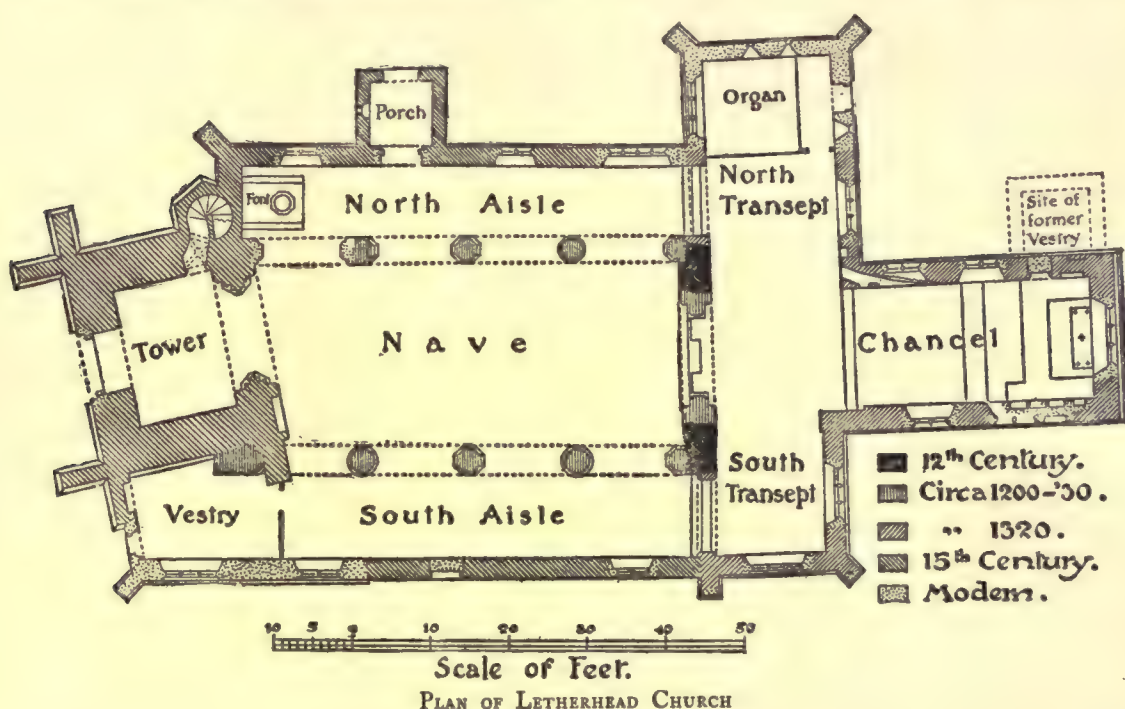 Organ
Porch
North
Transept
Font
North Aisle
Site of
former
Vestry
Tower
Nave
Chancel
South
Transept
Vestry
South Aisle
12th Century.
Circa 1200-'30.
" 1320.
15th Century.
Modern.
10 5 0 10 20 30 40 50
Scale of Feet.
PLAN OF LETHERHEAD CHURCH